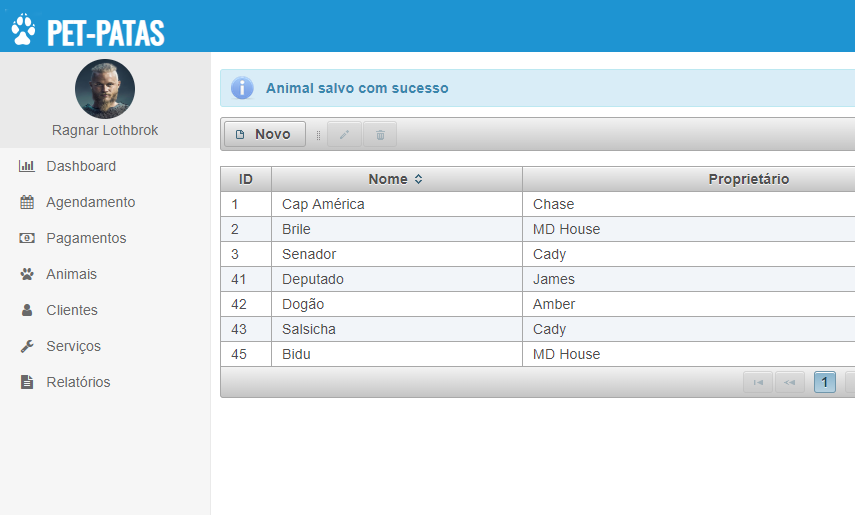 PET-PATAS
Ragnar Lothbrok
Dashboard
Agendamento
Pagamentos
Animais
Clientes
Serviços
Relatórios
Animal salvo com sucesso
Novo
ID Nome Proprietário
1 Cap América Chase
2 Brile MD House
3 Senador Cady
41 Deputado James
42 Dogão Amber
43 Salsicha Cady
45 Bidu MD House
1